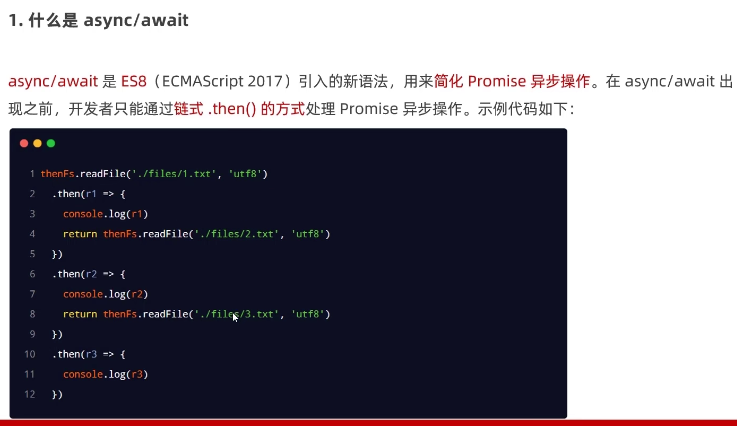 1. 什么是 async/await
async/await 是 ES8（ECMAScript 2017）引入的新语法，用来简化 Promise 异步操作。在 async/await 出
现之前，开发者只能通过链式 .then() 的方式处理 Promise 异步操作。示例代码如下：
1 thenFs.readFile('./files/1.txt', 'utf8')
2 .then(r1 => {
3 console.log(r1)
4 return thenFs.readFile('./files/2.txt', 'utf8')
5 })
6 .then(r2 => {
7 console.log(r2)
8 return thenFs.readFile('./files/3.txt', 'utf8')
9 })
10 .then(r3 => {
11 console.log(r3)
12 })